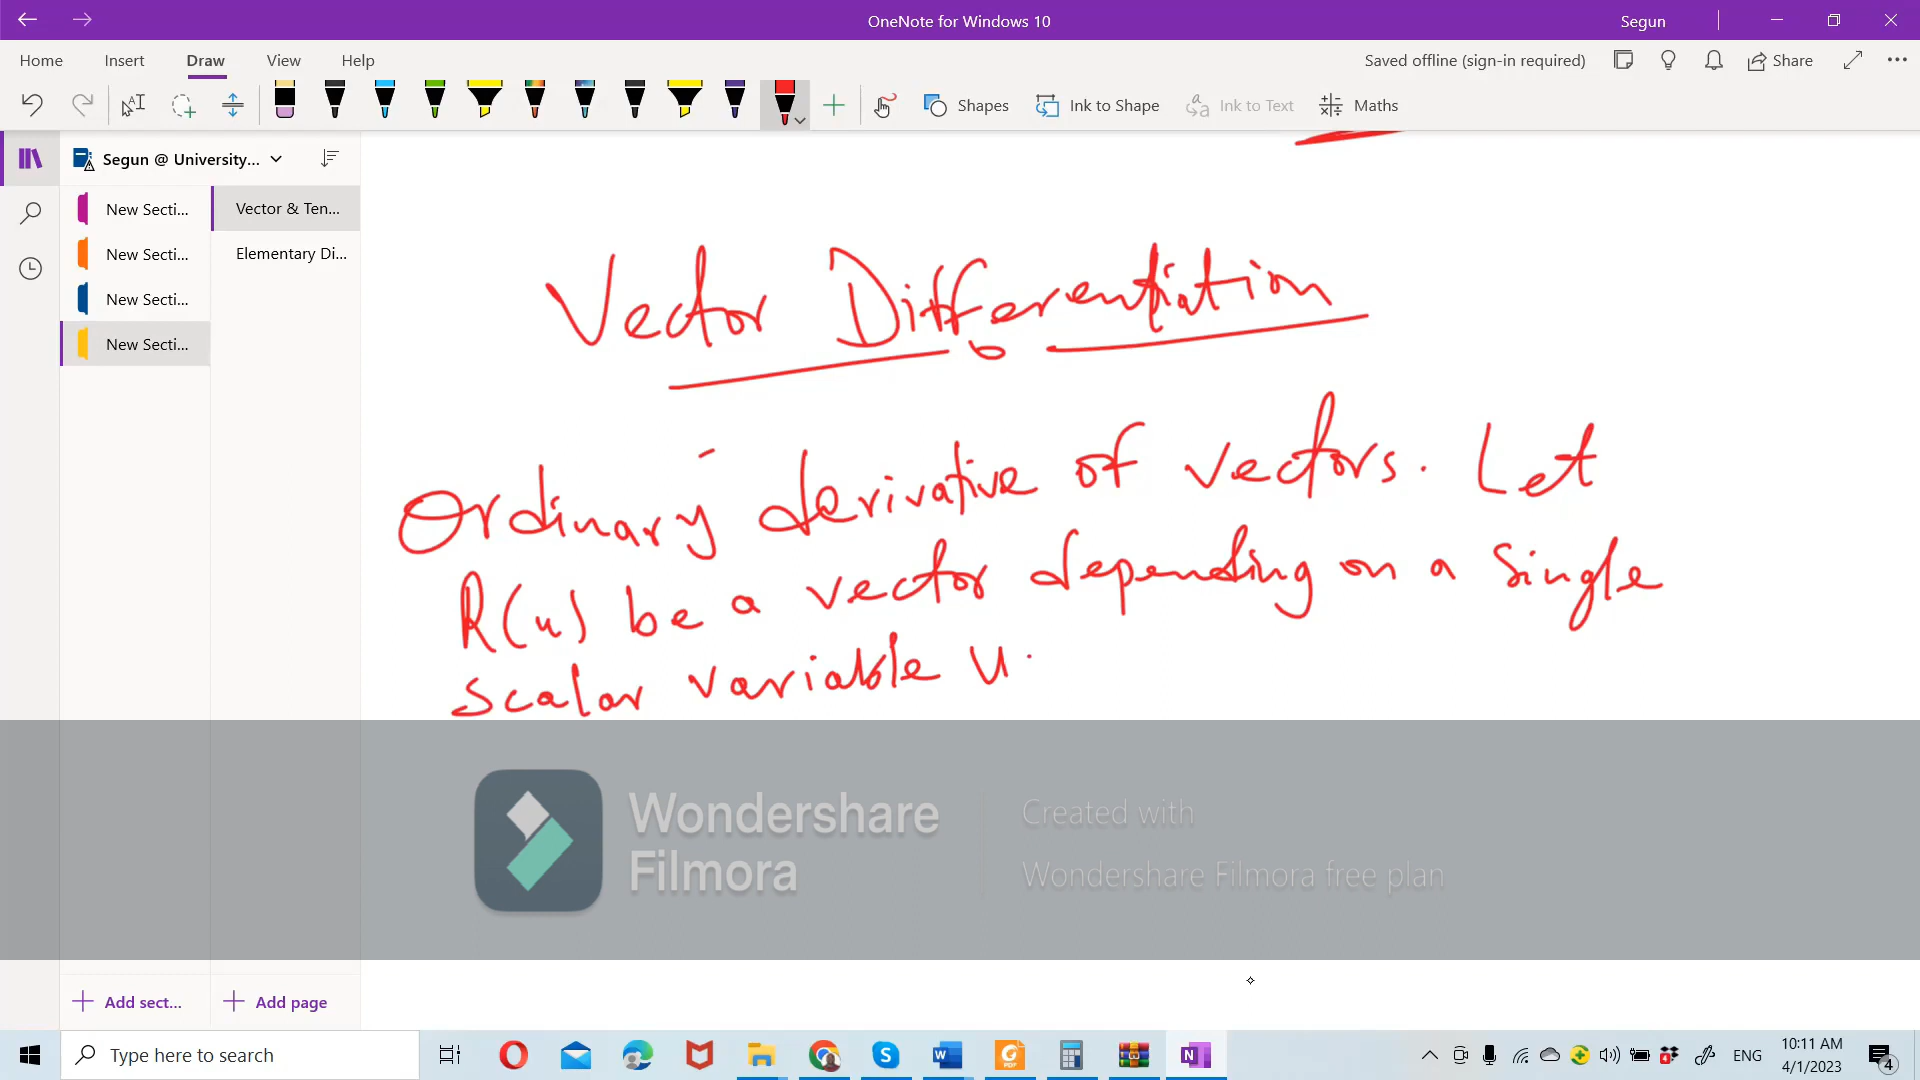 OneNote for Windows 10
Segun
Home Insert Draw View Help
Saved offline (sign-in required)
Share
Shapes
Ink to Shape
Ink to Text
Maths
Segun @ University...
New Secti...
New Secti...
New Secti...
New Secti...
Vector & Ten...
Elementary Di...
Vector Differentiation
Ordinary derivative of vectors. Let
R(u) be a vector depending on a single
scalar variable u.
Wondershare
Filmora
Created with
Wondershare Filmora free plan
Add sect...
Add page
Type here to search
ENG
10:11 AM
4/1/2023
4